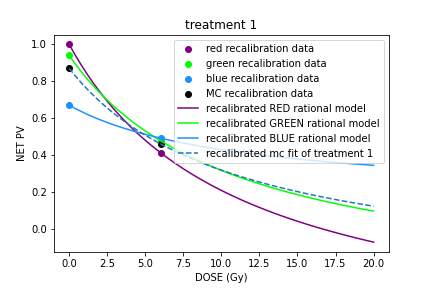 treatment 1
NET PV
1.0
0.8
0.6
0.4
0.2
0.0
red recalibration data
green recalibration data
blue recalibration data
MC recalibration data
recalibrated RED rational model
recalibrated GREEN rational model
recalibrated BLUE rational model
recalibrated mc fit of treatment 1
0.0 2.5 5.0 7.5 10.0 12.5 15.0 17.5 20.0
DOSE (Gy)